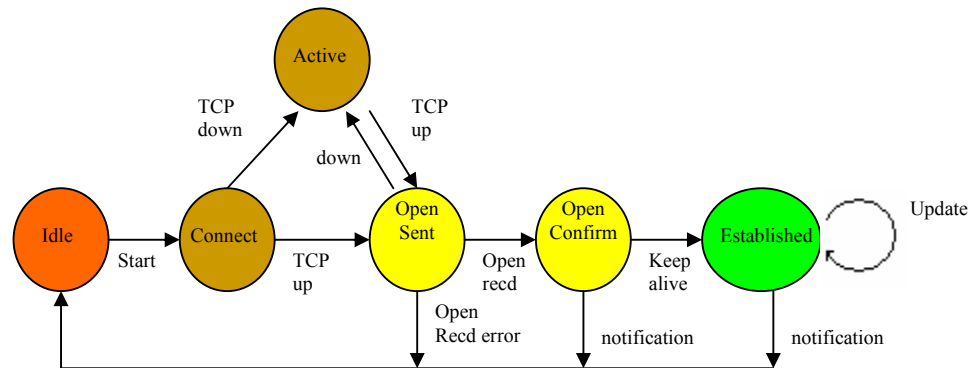 Active
TCP
down
TCP
up
down
Idle
Start
Connect
TCP
up
Open
Sent
Open
recd
Open
Confirm
Keep
alive
Established
Update
Open
Recd error
notification
notification